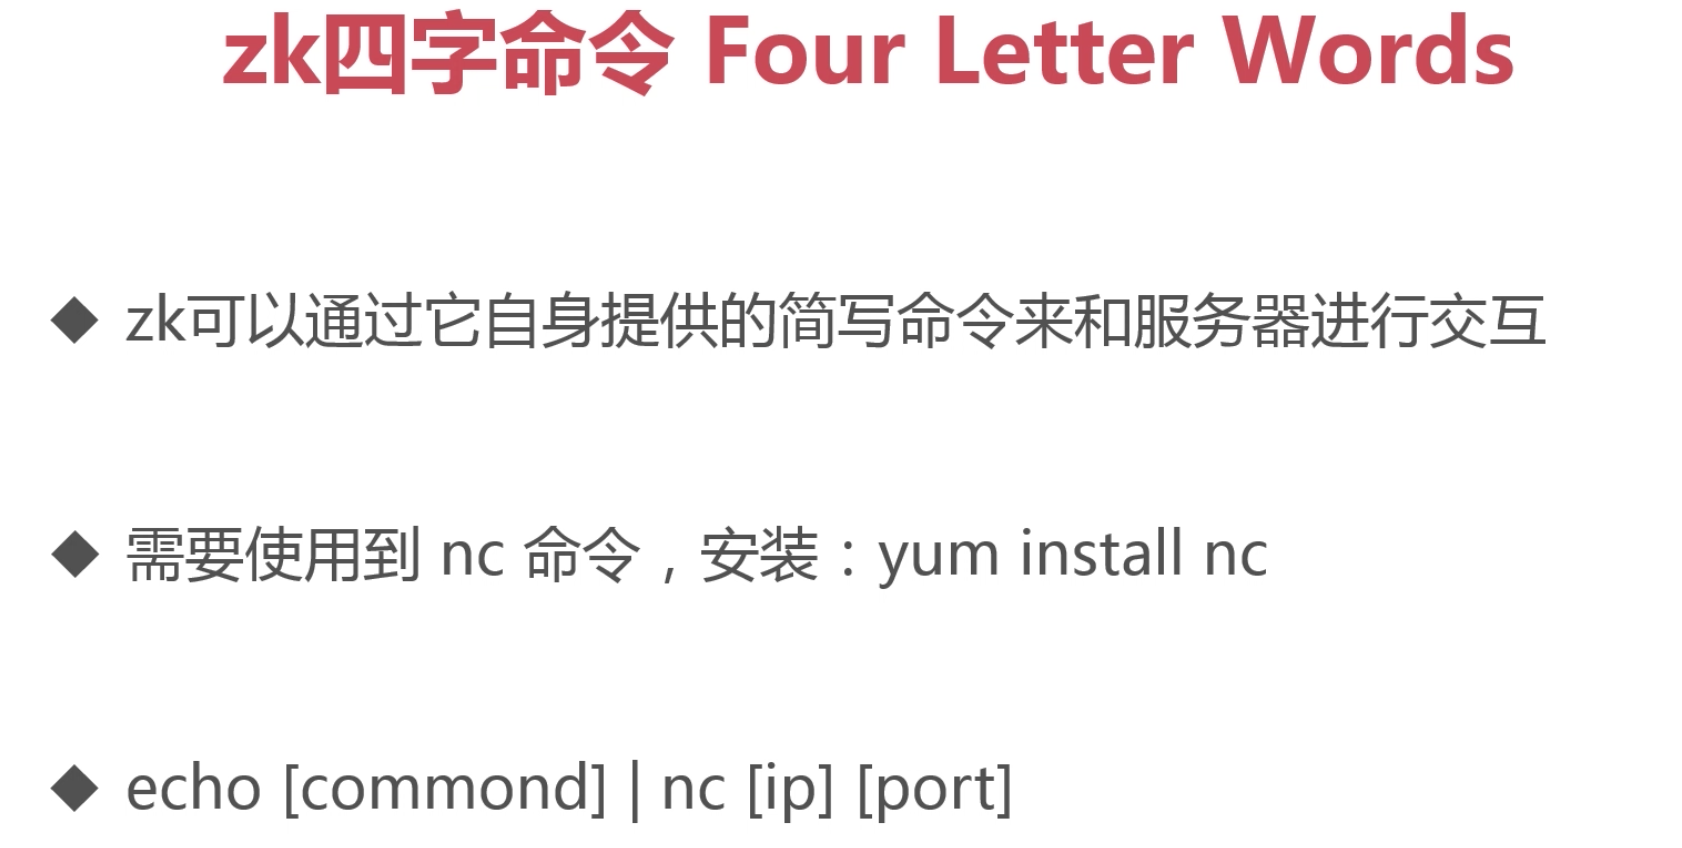 zk四字命令 Four Letter Words
◆ zk可以通过它自身提供的简写命令来和服务器进行交互
◆ 需要使用到 nc 命令，安装：yum install nc
◆ echo [commond] | nc [ip] [port]